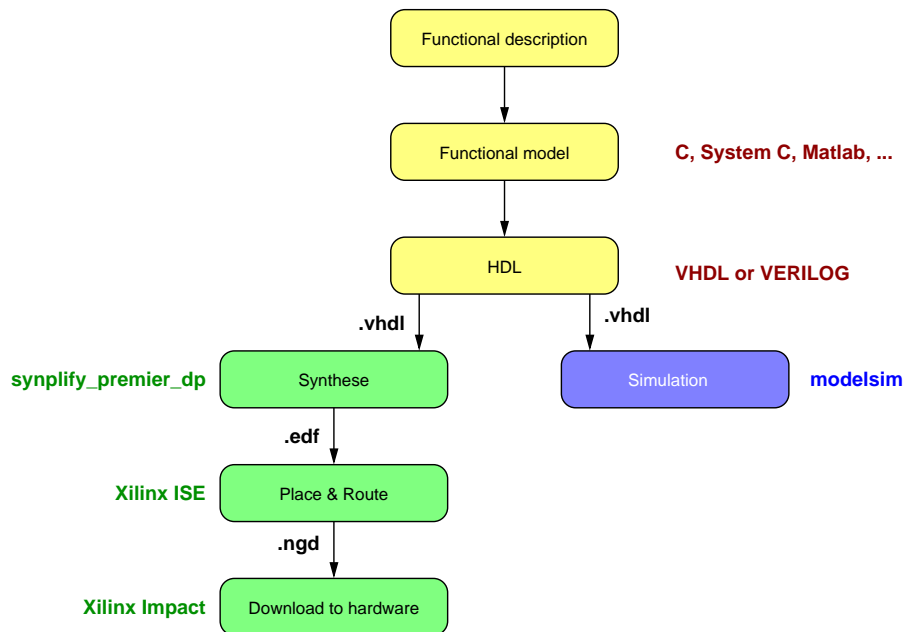 Functional description
Functional model
C, System C, Matlab, ...
HDL
VHDL or VERILOG
.vhdl
.vhdl
synplify_premier_dp
Synthese
Simulation
modelsim
.edf
Xilinx ISE
Place & Route
.ngd
Xilinx Impact
Download to hardware